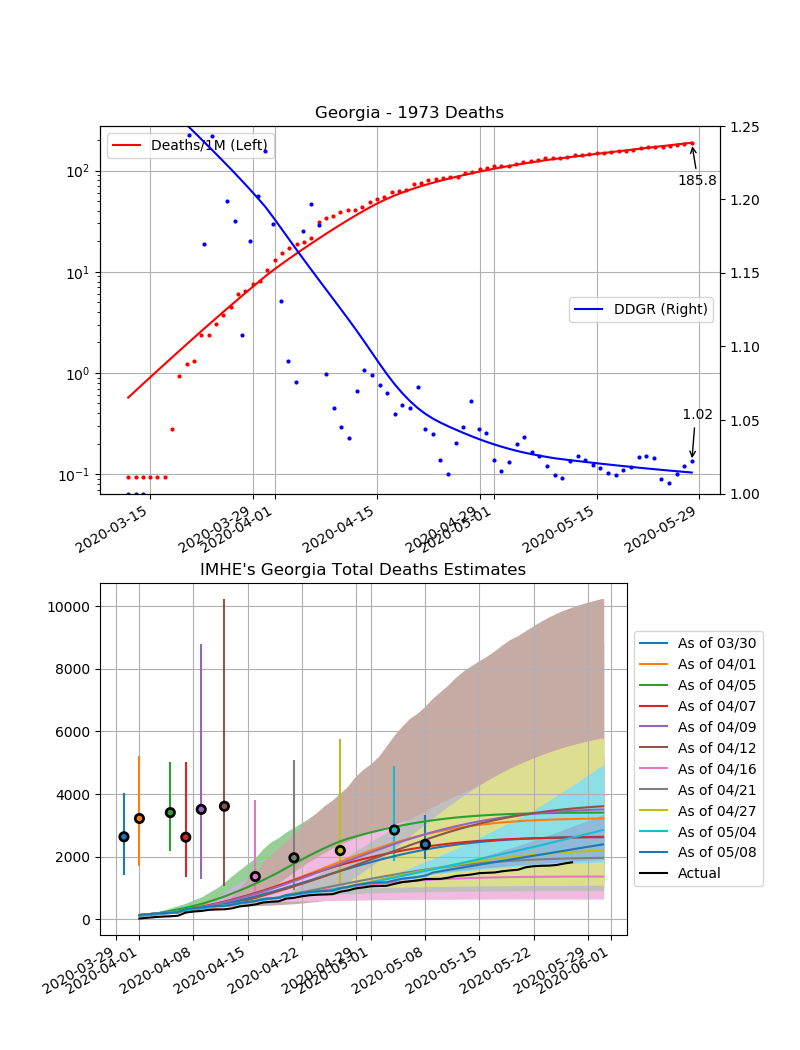 Georgia - 1973 Deaths
Deaths/1M (Left)
DDGR (Right)
185.8
1.02
10²
10¹
10⁰
10⁻¹
1.25
1.20
1.15
1.10
1.05
1.00
2020-03-15
2020-03-29
2020-04-01
2020-04-15
2020-04-29
2020-05-01
2020-05-15
2020-05-29
IMHE's Georgia Total Deaths Estimates
10000
8000
6000
4000
2000
0
2020-03-29
2020-04-01
2020-04-08
2020-04-15
2020-04-22
2020-04-29
2020-05-01
2020-05-08
2020-05-15
2020-05-22
2020-05-29
2020-06-01
As of 03/30
As of 04/01
As of 04/05
As of 04/07
As of 04/09
As of 04/12
As of 04/16
As of 04/21
As of 04/27
As of 05/04
As of 05/08
Actual